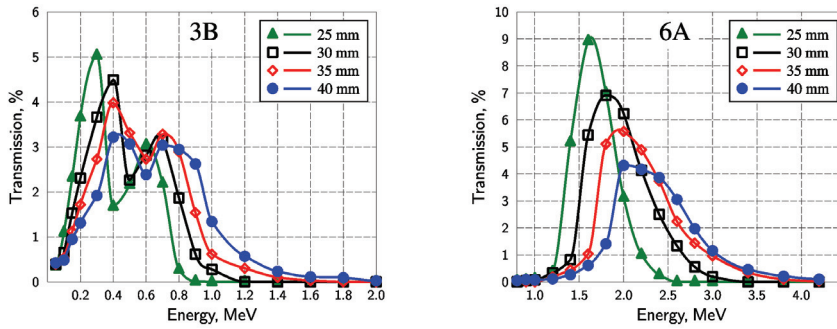 3B
25 mm
30 mm
35 mm
40 mm
Transmission, %
6
5
4
3
2
1
0
0.2 0.4 0.6 0.8 1.0 1.2 1.4 1.6 1.8 2.0
Energy, MeV
6A
25 mm
30 mm
35 mm
40 mm
Transmission, %
10
9
8
7
6
5
4
3
2
1
0
1.0 1.5 2.0 2.5 3.0 3.5 4.0
Energy, MeV